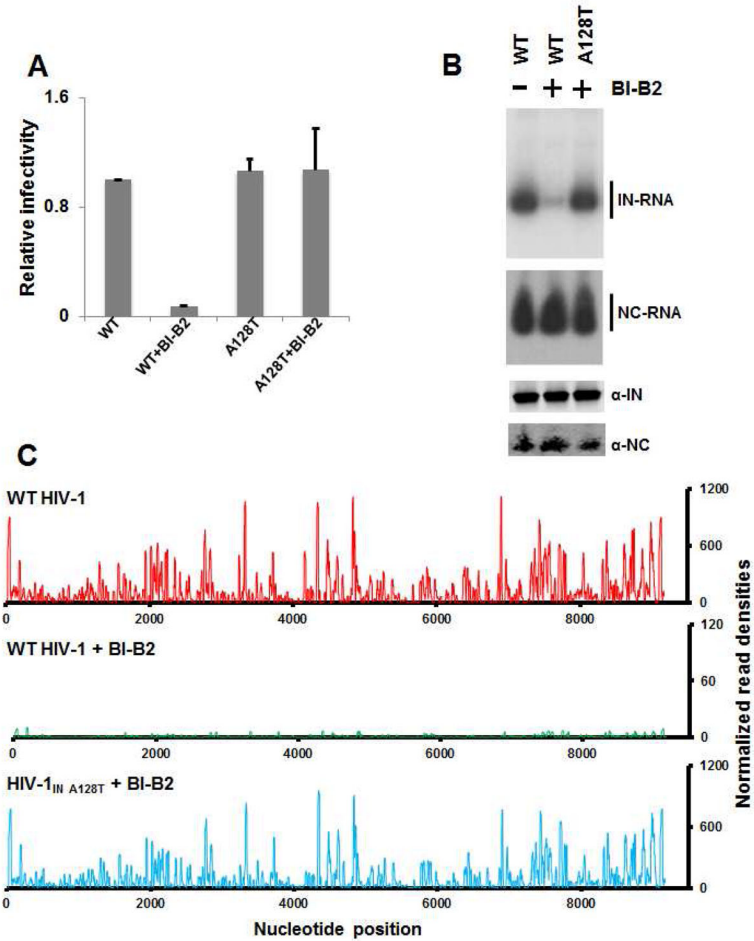 A
1.6
0.8
0
Relative infectivity
WT
WT+BI-B2
A128T
A128T+BI-B2
B
WT
WT
A128T
- + + BI-B2
IN-RNA
NC-RNA
α-IN
α-NC
C
WT HIV-1
1200
600
0
0 2000 4000 6000 8000
WT HIV-1 + BI-B2
120
60
0
0 2000 4000 6000 8000
HIV-1IN A128T + BI-B2
1200
600
0
0 2000 4000 6000 8000
Nucleotide position
Normalized read densities